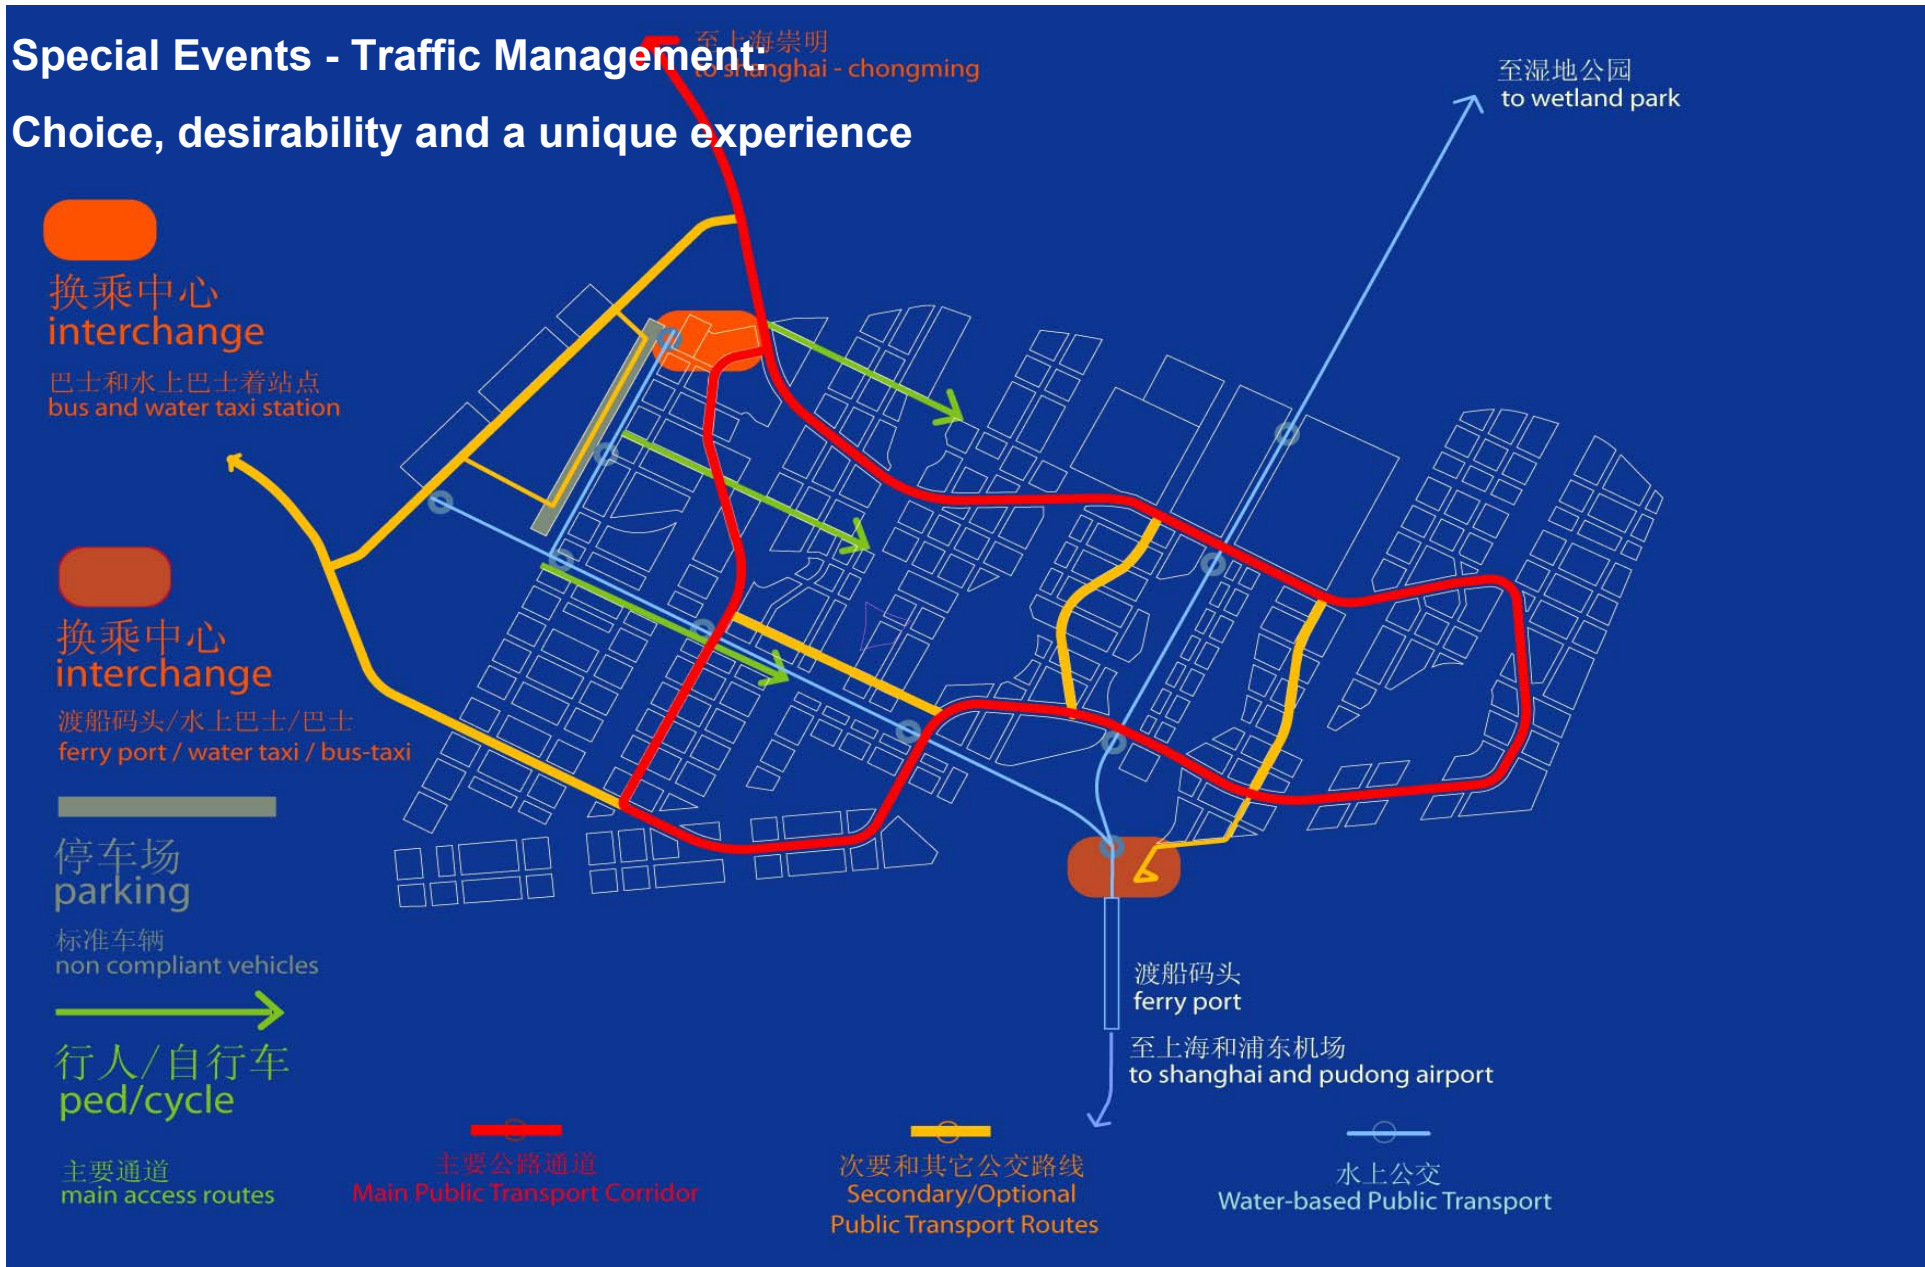 Special Events - Traffic Management:
Choice, desirability and a unique experience
至上海崇明
to shanghai - chongming
至湿地公园
to wetland park
换乘中心
interchange
巴士和水上巴士着站点
bus and water taxi station
换乘中心
interchange
渡船码头/水上巴士/巴士
ferry port / water taxi / bus-taxi
停车场
parking
标准车辆
non compliant vehicles
行人/自行车
ped/cycle
主要通道
main access routes
渡船码头
ferry port
至上海和浦东机场
to shanghai and pudong airport
主要公路通道
Main Public Transport Corridor
次要和其它公交路线
Secondary/Optional
Public Transport Routes
水上公交
Water-based Public Transport